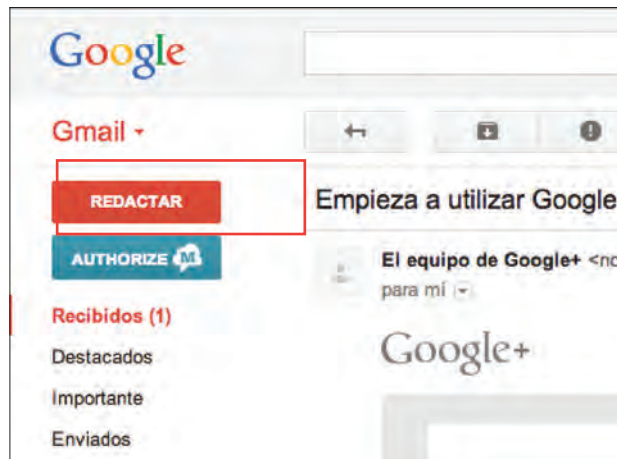 Google
Gmail
REDACTAR
Empieza a utilizar Google
AUTHORIZE M
El equipo de Google+ <no
para mí
Recibidos (1)
Google+
Destacados
Importante
Enviados